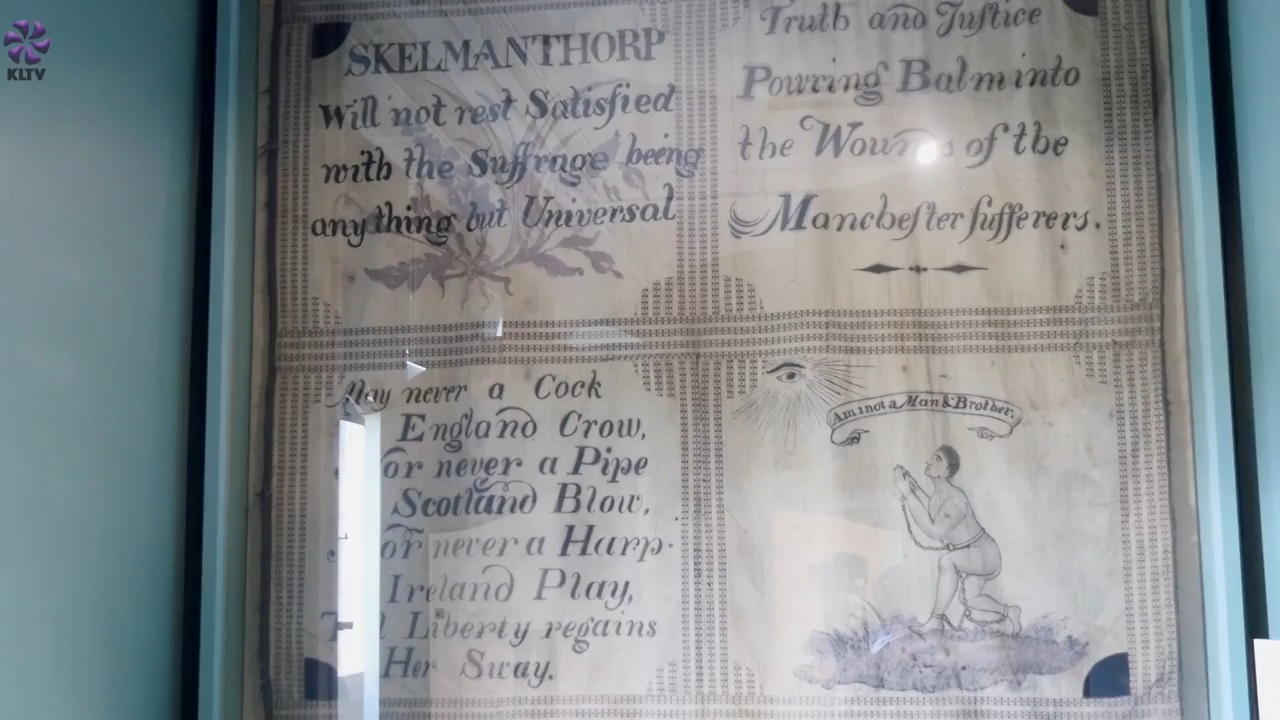 KLTV
SKELMANTHORP
Will not rest Satisfied
with the Suffrage being
any thing but Universal
Truth and Justice
Pouring Balm into
the Wounds of the
Manchester sufferers.
May never a Cock
England Crow,
or never a Pipe
Scotland Blow,
or never a Harp
Ireland Play,
Till Liberty regains
Her Sway.
Am I not a Man & Brother.